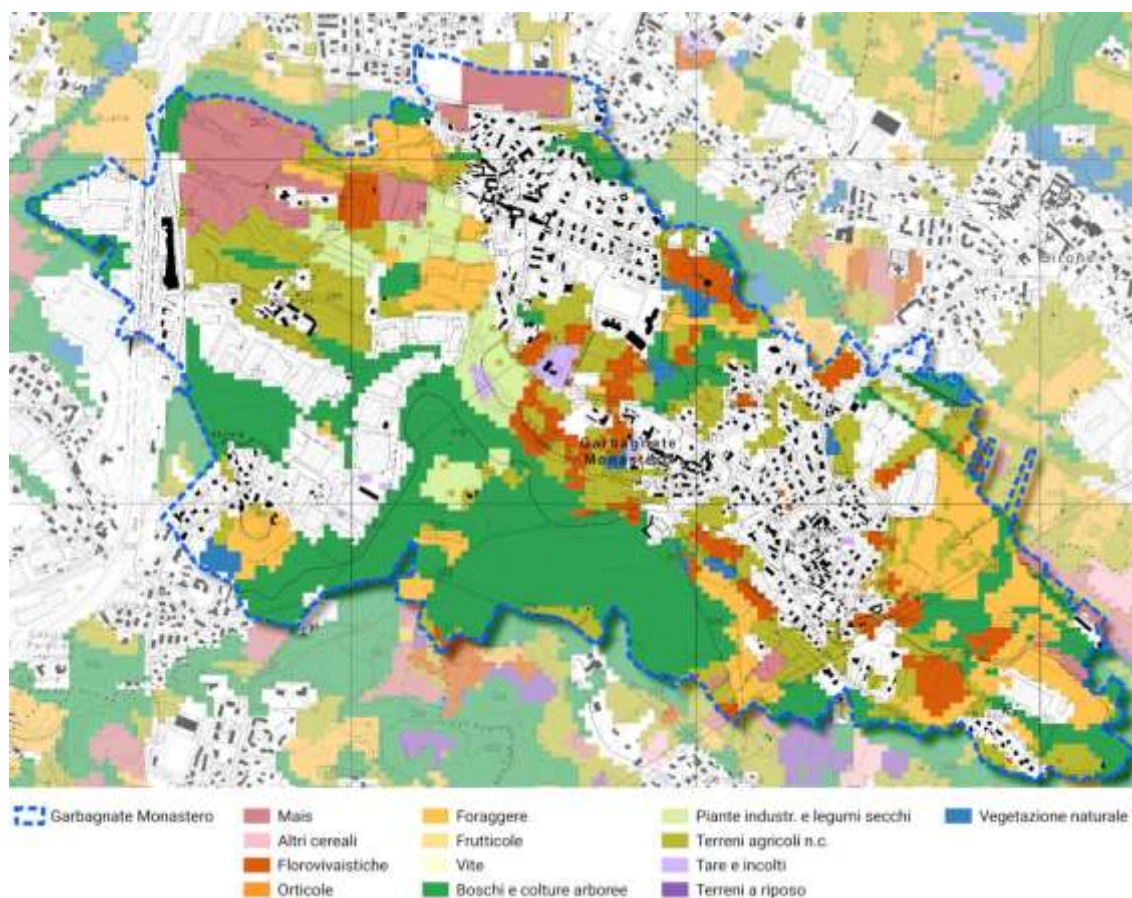 Garbagnate
Monastero
Garbagnate Monastero
Mais
Altri cereali
Florovivaistiche
Orticole
Foraggere
Frutticole
Vite
Boschi e colture arboree
Piante industr. e legumi secchi
Terreni agricoli n.c.
Tare e incolti
Terreni a riposo
Vegetazione naturale